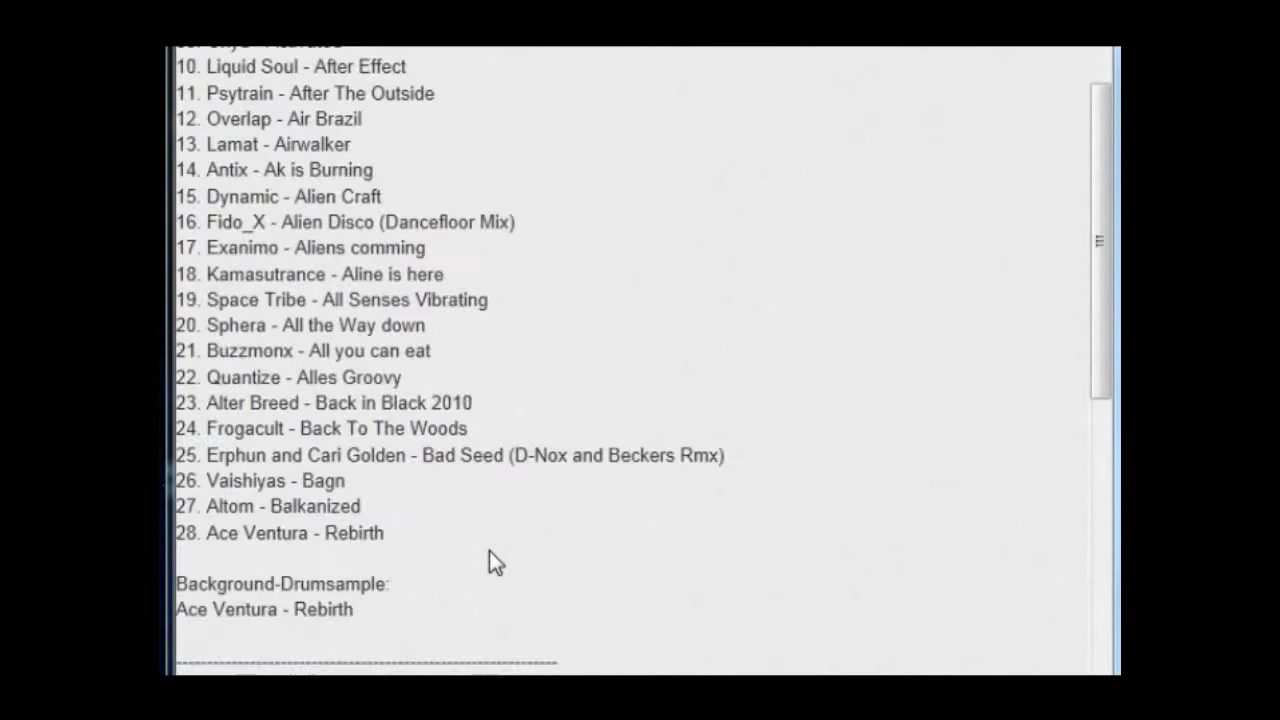 10. Liquid Soul - After Effect
11. Psytrain - After The Outside
12. Overlap - Air Brazil
13. Lamat - Airwalker
14. Antix - Ak is Burning
15. Dynamic - Alien Craft
16. Fido_X - Alien Disco (Dancefloor Mix)
17. Exanimo - Aliens comming
18. Kamasutrance - Aline is here
19. Space Tribe - All Senses Vibrating
20. Sphera - All the Way down
21. Buzzmonx - All you can eat
22. Quantize - Alles Groovy
23. Alter Breed - Back in Black 2010
24. Frogacult - Back To The Woods
25. Erphun and Cari Golden - Bad Seed (D-Nox and Beckers Rmx)
26. Vaishiyas - Bagn
27. Altom - Balkanized
28. Ace Ventura - Rebirth
Background-Drumsample:
Ace Ventura - Rebirth